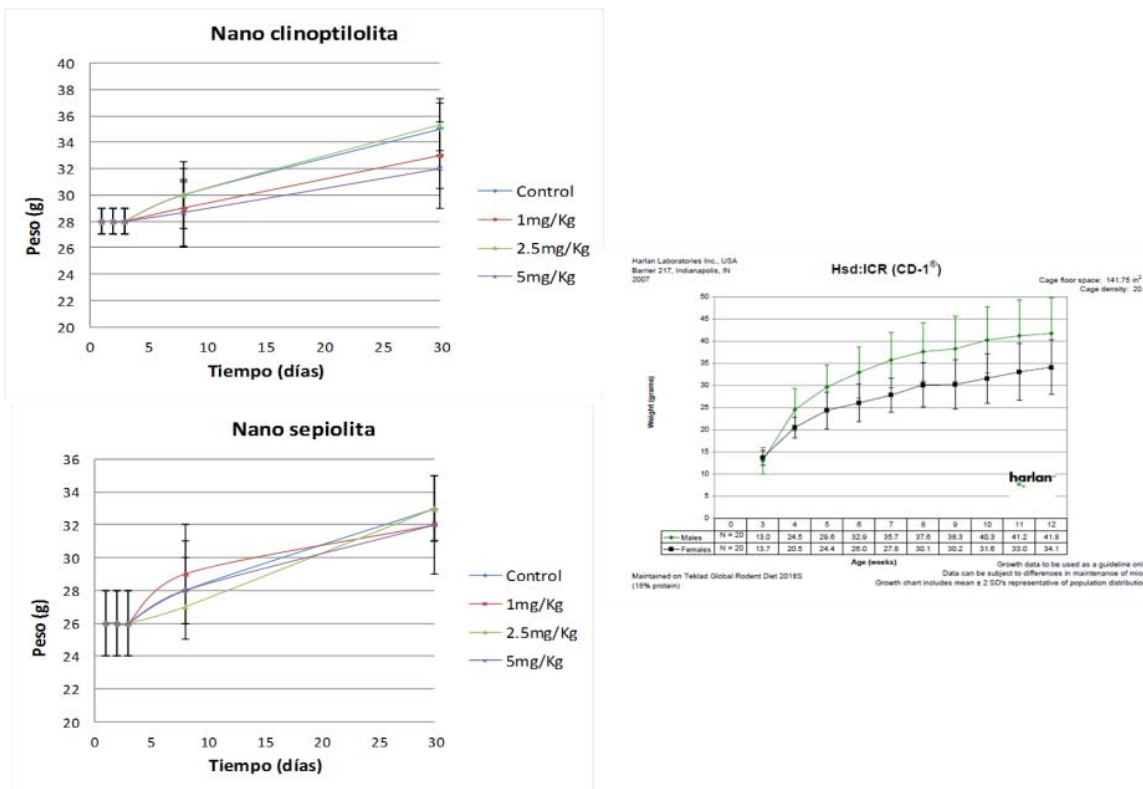 Nano clinoptilolita
40
38
36
34
32
30
28
26
24
22
20
0 5 10 15 20 25 30
Peso (g)
Tiempo (días)
Control
1mg/Kg
2.5mg/Kg
5mg/Kg
Nano sepiolita
36
34
32
30
28
26
24
22
20
0 5 10 15 20 25 30
Peso (g)
Tiempo (días)
Control
1mg/Kg
2.5mg/Kg
5mg/Kg
Harlan Laboratories Inc., USA
Barrier 217, Indianapolis, IN
2007
Hsd:ICR (CD-1®)
Cage floor space: 141.75 in²
Cage density: 20
50
45
40
35
30
25
20
15
10
5
0
Weight (grams)
harlan
0 3 4 5 6 7 8 9 10 11 12
Males N = 20 13.0 24.5 29.6 32.9 35.7 37.6 38.3 40.3 41.2 41.8
Females N = 20 13.7 20.5 24.4 26.0 27.8 30.1 30.2 31.6 33.0 34.1
Age (weeks)
Growth data to be used as a guideline onl
Data can be subject to differences in maintenance of mic
Growth chart includes mean ± 2 SD's representative of population distributio
Maintained on Teklad Global Rodent Diet 2018S
(18% protein)